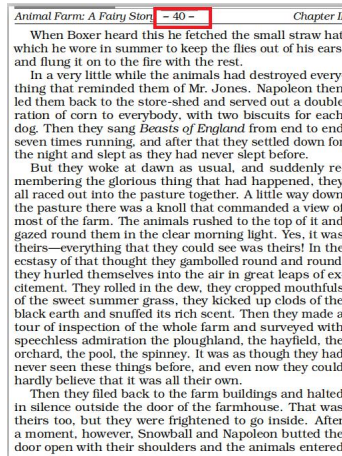 Animal Farm: A Fairy Story – 40 – Chapter II
When Boxer heard this he fetched the small straw hat
which he wore in summer to keep the flies out of his ears
and flung it on to the fire with the rest.
In a very little while the animals had destroyed every
thing that reminded them of Mr. Jones. Napoleon then
led them back to the store-shed and served out a double
ration of corn to everybody, with two biscuits for each
dog. Then they sang Beasts of England from end to end
seven times running, and after that they settled down for
the night and slept as they had never slept before.
But they woke at dawn as usual, and suddenly re
membering the glorious thing that had happened, they
all raced out into the pasture together. A little way down
the pasture there was a knoll that commanded a view of
most of the farm. The animals rushed to the top of it and
gazed round them in the clear morning light. Yes, it was
theirs—everything that they could see was theirs! In the
ecstasy of that thought they gambolled round and round
they hurled themselves into the air in great leaps of ex
citement. They rolled in the dew, they cropped mouthfuls
of the sweet summer grass, they kicked up clods of the
black earth and snuffed its rich scent. Then they made a
tour of inspection of the whole farm and surveyed with
speechless admiration the ploughland, the hayfield, the
orchard, the pool, the spinney. It was as though they had
never seen these things before, and even now they could
hardly believe that it was all their own.
Then they filed back to the farm buildings and halted
in silence outside the door of the farmhouse. That was
theirs too, but they were frightened to go inside. After
a moment, however, Snowball and Napoleon butted the
door open with their shoulders and the animals entered